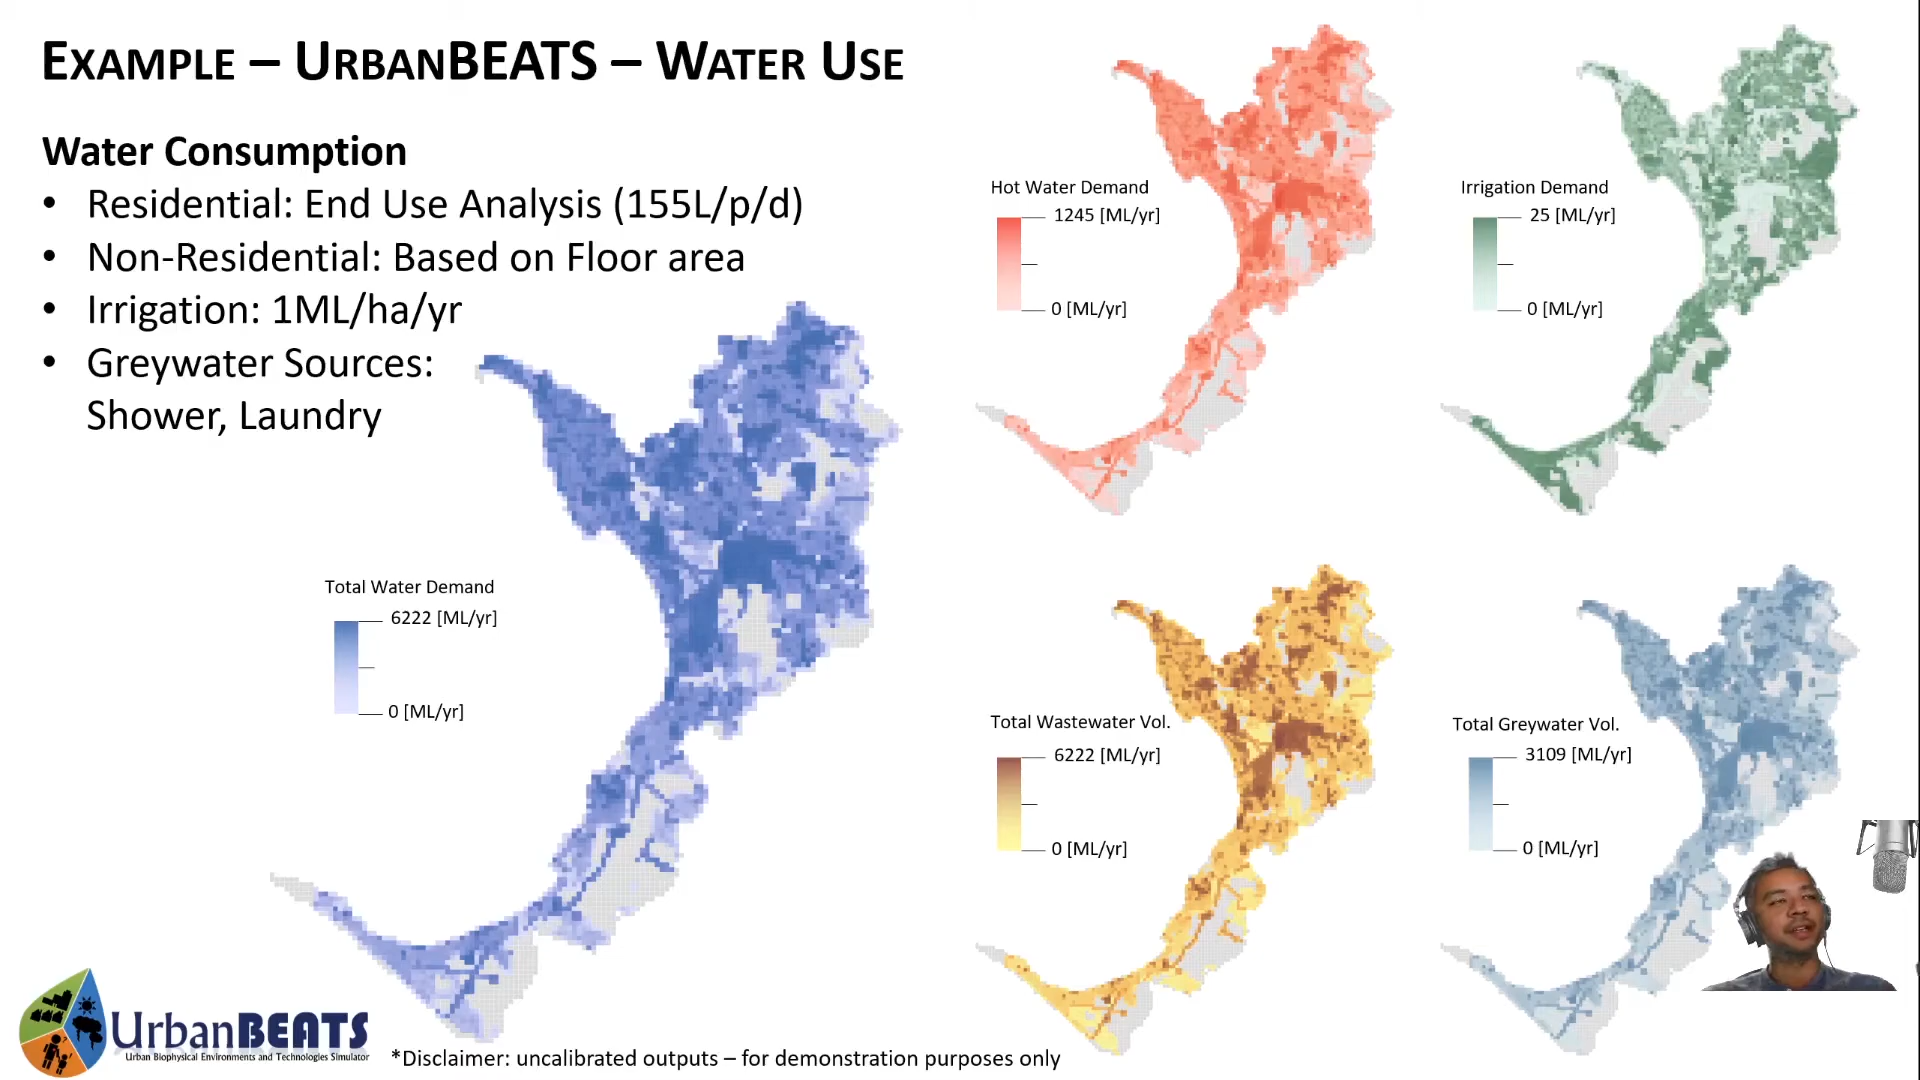 EXAMPLE – URBANBEATS – WATER USE
Water Consumption
• Residential: End Use Analysis (155L/p/d)
• Non-Residential: Based on Floor area
• Irrigation: 1ML/ha/yr
• Greywater Sources:
Shower, Laundry
Total Water Demand
6222 [ML/yr]
0 [ML/yr]
Hot Water Demand
1245 [ML/yr]
0 [ML/yr]
Irrigation Demand
25 [ML/yr]
0 [ML/yr]
Total Wastewater Vol.
6222 [ML/yr]
0 [ML/yr]
Total Greywater Vol.
3109 [ML/yr]
0 [ML/yr]
UrbanBEATS
Urban Biophysical Environments and Technologies Simulator
*Disclaimer: uncalibrated outputs – for demonstration purposes only